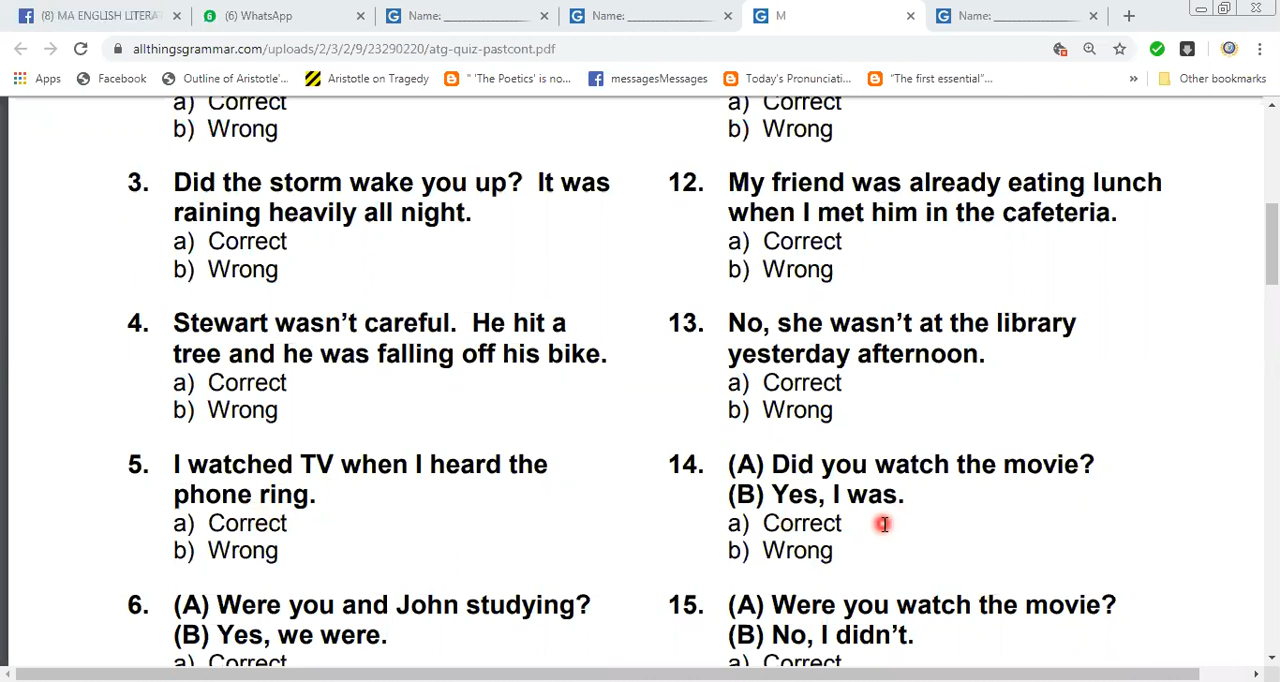 (8) MA ENGLISH LITERA
(6) WhatsApp
Name: ____________
Name: ____________
M
Name: ____________
allthingsgrammar.com/uploads/2/3/2/9/23290220/atg-quiz-pastcont.pdf
Apps
Facebook
Outline of Aristotle'...
Aristotle on Tragedy
" 'The Poetics' is no...
messagesMessages
Today's Pronunciati...
"The first essential"...
»
Other bookmarks
a) Correct
b) Wrong
3. Did the storm wake you up? It was
raining heavily all night.
a) Correct
b) Wrong
4. Stewart wasn't careful. He hit a
tree and he was falling off his bike.
a) Correct
b) Wrong
5. I watched TV when I heard the
phone ring.
a) Correct
b) Wrong
6. (A) Were you and John studying?
(B) Yes, we were.
a) Correct
a) Correct
b) Wrong
12. My friend was already eating lunch
when I met him in the cafeteria.
a) Correct
b) Wrong
13. No, she wasn't at the library
yesterday afternoon.
a) Correct
b) Wrong
14. (A) Did you watch the movie?
(B) Yes, I was.
a) Correct
b) Wrong
15. (A) Were you watch the movie?
(B) No, I didn't.
a) Correct